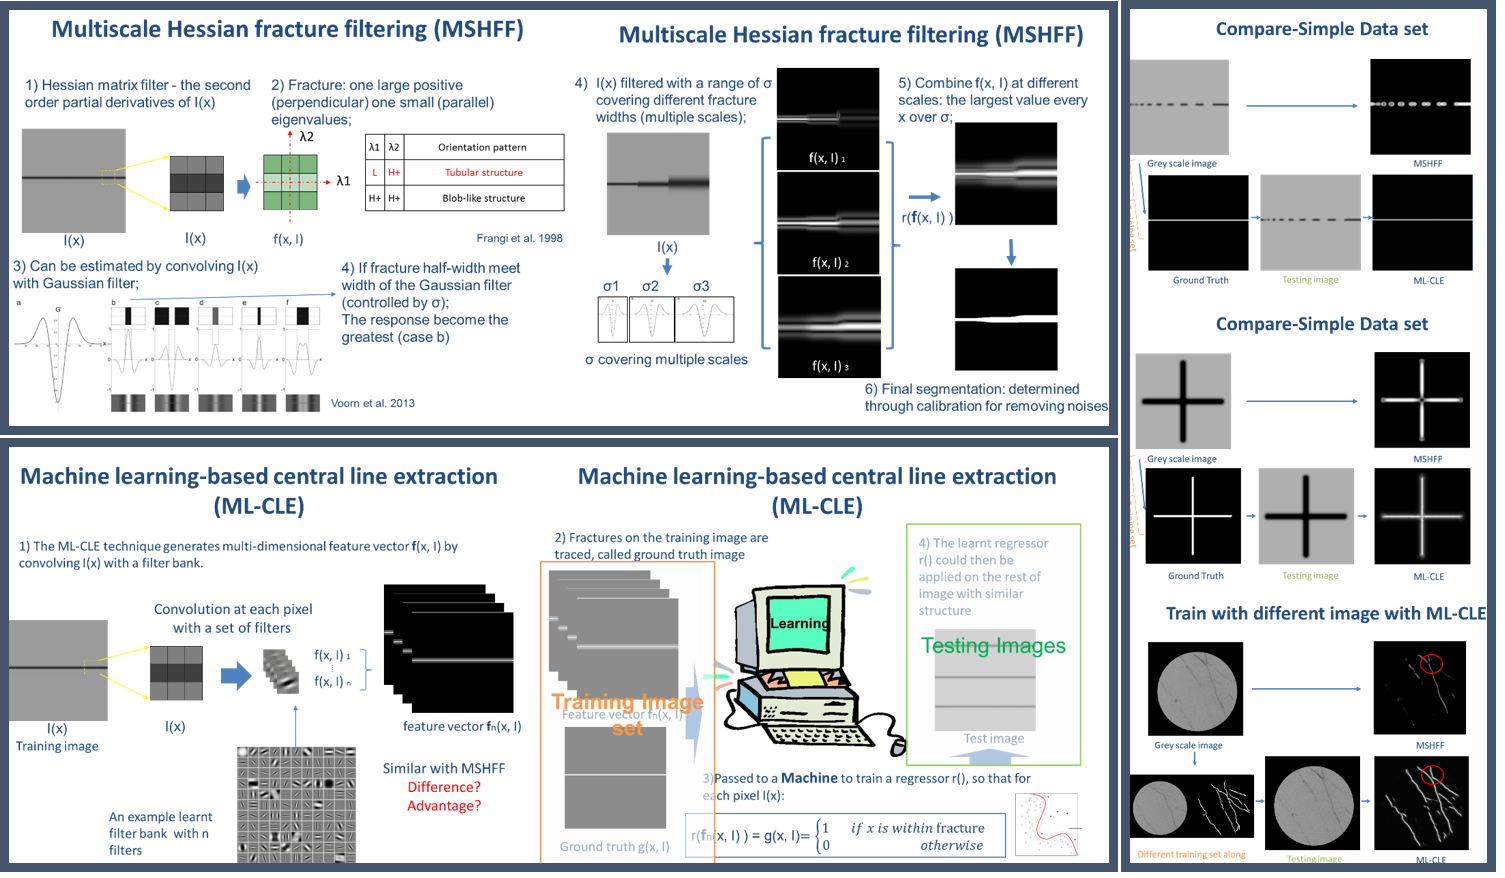 Multiscale Hessian fracture filtering (MSHFF)
1) Hessian matrix filter - the second
order partial derivatives of I(x)
2) Fracture: one large positive
(perpendicular) one small (parallel)
eigenvalues;
λ2
λ1
λ1 λ2 Orientation pattern
L H+ Tubular structure
H+ H+ Blob-like structure
I(x)
I(x)
f(x, I)
Frangi et al. 1998
3) Can be estimated by convolving I(x)
with Gaussian filter;
4) If fracture half-width meet
width of the Gaussian filter
(controlled by σ);
The response become the
greatest (case b)
a b c d e f
G
Voorn et al. 2013
Multiscale Hessian fracture filtering (MSHFF)
4) I(x) filtered with a range of σ
covering different fracture
widths (multiple scales);
I(x)
σ1 σ2 σ3
σ covering multiple scales
f(x, I) 1
f(x, I) 2
f(x, I) 3
5) Combine f(x, I) at different
scales: the largest value every
x over σ;
r(f(x, I) )
6) Final segmentation: determined
through calibration for removing noises
Machine learning-based central line extraction
(ML-CLE)
1) The ML-CLE technique generates multi-dimensional feature vector f(x, I) by
convolving I(x) with a filter bank.
Convolution at each pixel
with a set of filters
f(x, I) 1
f(x, I) n
I(x)
Training image
I(x)
feature vector fn(x, I)
Similar with MSHFF
Difference?
Advantage?
An example learnt
filter bank with n
filters
Machine learning-based central line extraction
(ML-CLE)
2) Fractures on the training image are
traced, called ground truth image
Training Image
set
Feature vector fn(x, I)
Ground truth g(x, I)
Learning
4) The learnt regressor
r() could then be
applied on the rest of
image with similar
structure
Testing Images
Test image
3)Passed to a Machine to train a regressor r(), so that for
each pixel I(x):
r(fn(x, I) ) = g(x, I)= { 1 if x is within fracture
0 otherwise
Compare-Simple Data set
Grey scale image
MSHFF
Training set
Ground Truth
Testing image
ML-CLE
Compare-Simple Data set
Grey scale image
MSHFF
Training set
Ground Truth
Testing image
ML-CLE
Train with different image with ML-CLE
Grey scale image
MSHFF
Different training set along
Testing image
ML-CLE